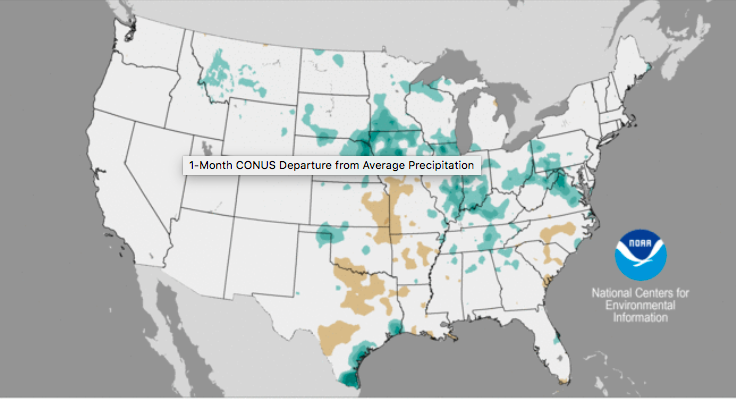 1-Month CONUS Departure from Average Precipitation
NOAA
National Centers for
Environmental
Information